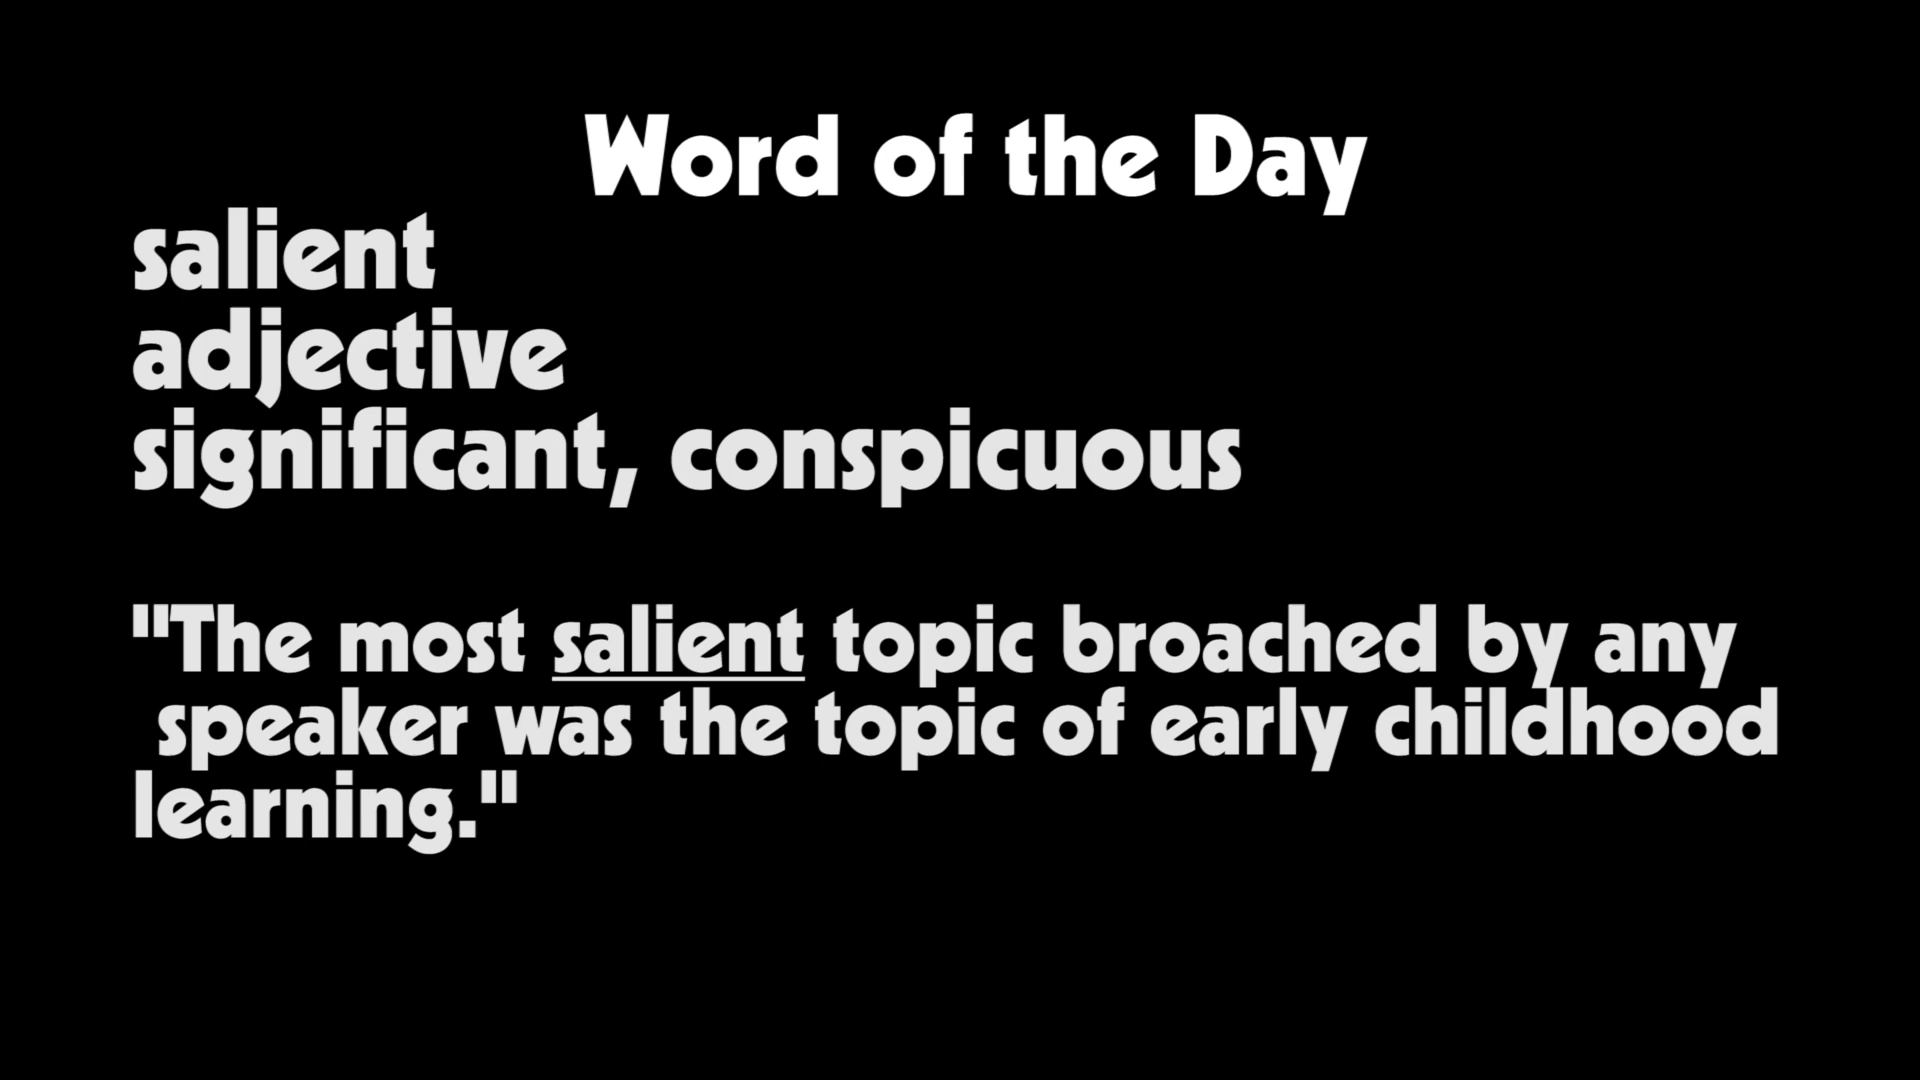 Word of the Day
salient
adjective
significant, conspicuous
"The most salient topic broached by any
speaker was the topic of early childhood
learning."